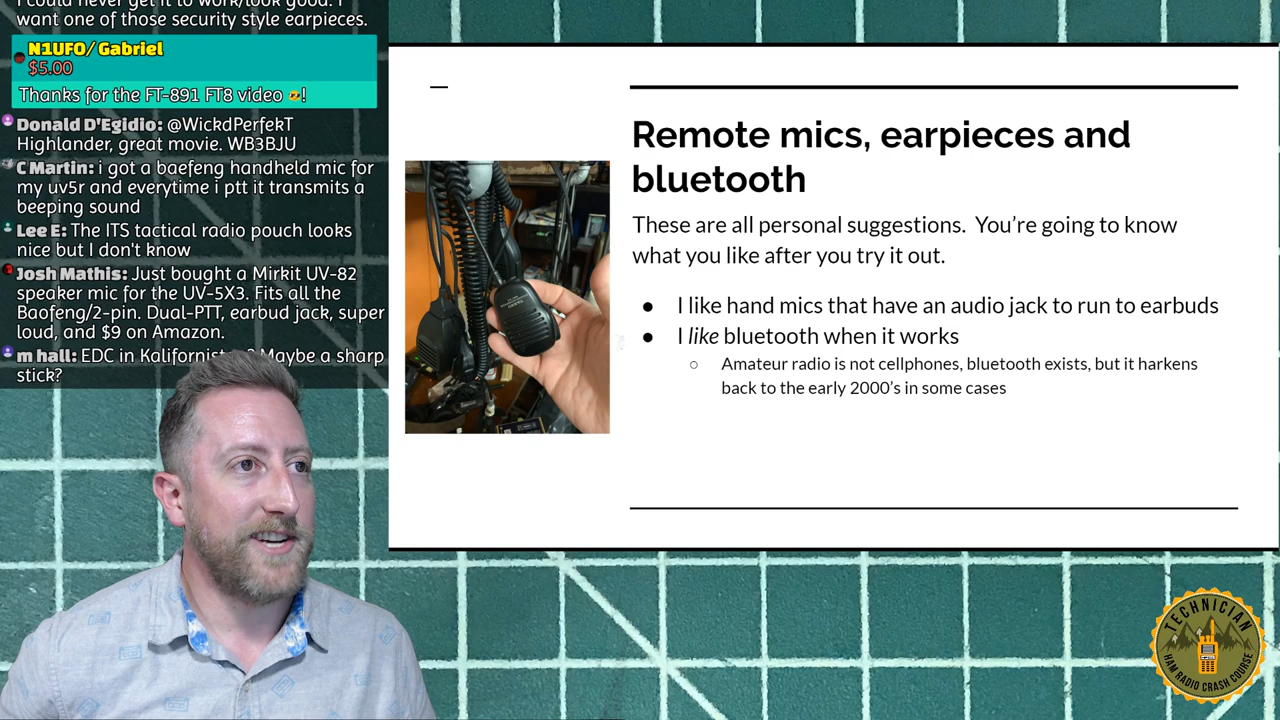 I could never get it to work/look good. I
want one of those security style earpieces.
N1UFO/ Gabriel
$5.00
Thanks for the FT-891 FT8 video !
Donald D'Egidio: @WickdPerfekT
Highlander, great movie. WB3BJU
C Martin: i got a baefeng handheld mic for
my uv5r and everytime i ptt it transmits a
beeping sound
Lee E: The ITS tactical radio pouch looks
nice but I don't know
Josh Mathis: Just bought a Mirkit UV-82
speaker mic for the UV-5X3. Fits all the
Baofeng/2-pin. Dual-PTT, earbud jack, super
loud, and $9 on Amazon.
m hall: EDC in Maybe a sharp
stick?
Remote mics, earpieces and
bluetooth
These are all personal suggestions. You're going to know
what you like after you try it out.
● I like hand mics that have an audio jack to run to earbuds
● I like bluetooth when it works
○ Amateur radio is not cellphones, bluetooth exists, but it harkens
back to the early 2000's in some cases
TECHNICIAN
HAM RADIO CRASH COURSE